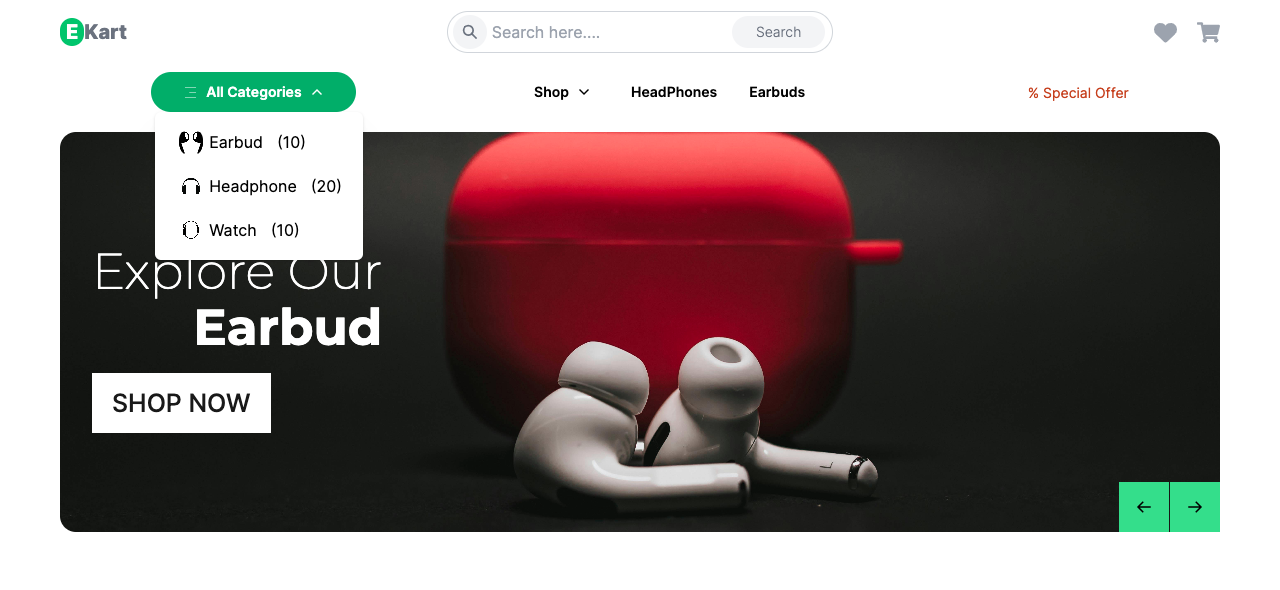 EKart
Search here....
Search
All Categories
Shop
HeadPhones
Earbuds
% Special Offer
Earbud (10)
Headphone (20)
Watch (10)
Explore Our
Earbud
SHOP NOW